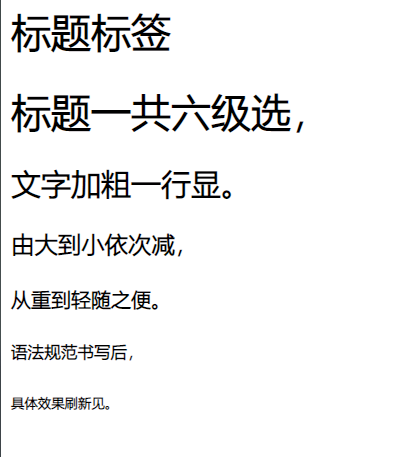 标题标签
标题一共六级选，
文字加粗一行显。
由大到小依次减，
从重到轻随之便。
语法规范书写后，
具体效果刷新见。